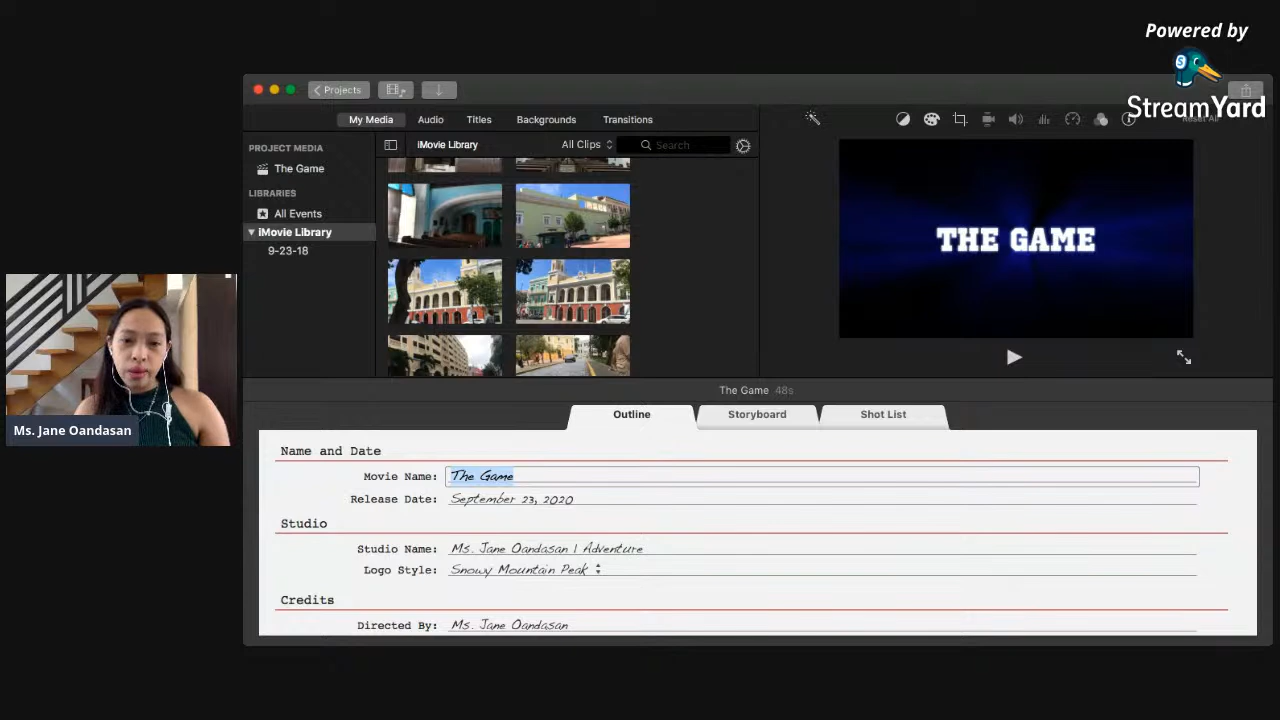 Powered by
StreamYard
Projects
My Media
Audio
Titles
Backgrounds
Transitions
PROJECT MEDIA
The Game
LIBRARIES
All Events
iMovie Library
9-23-18
iMovie Library
All Clips
Search
Reset All
THE GAME
Ms. Jane Oandasan
The Game 48s
Outline
Storyboard
Shot List
Name and Date
Movie Name: The Game
Release Date: September 23, 2020
Studio
Studio Name: Ms. Jane Oandasan | Adventure
Logo Style: Snowy Mountain Peak
Credits
Directed By: Ms. Jane Oandasan